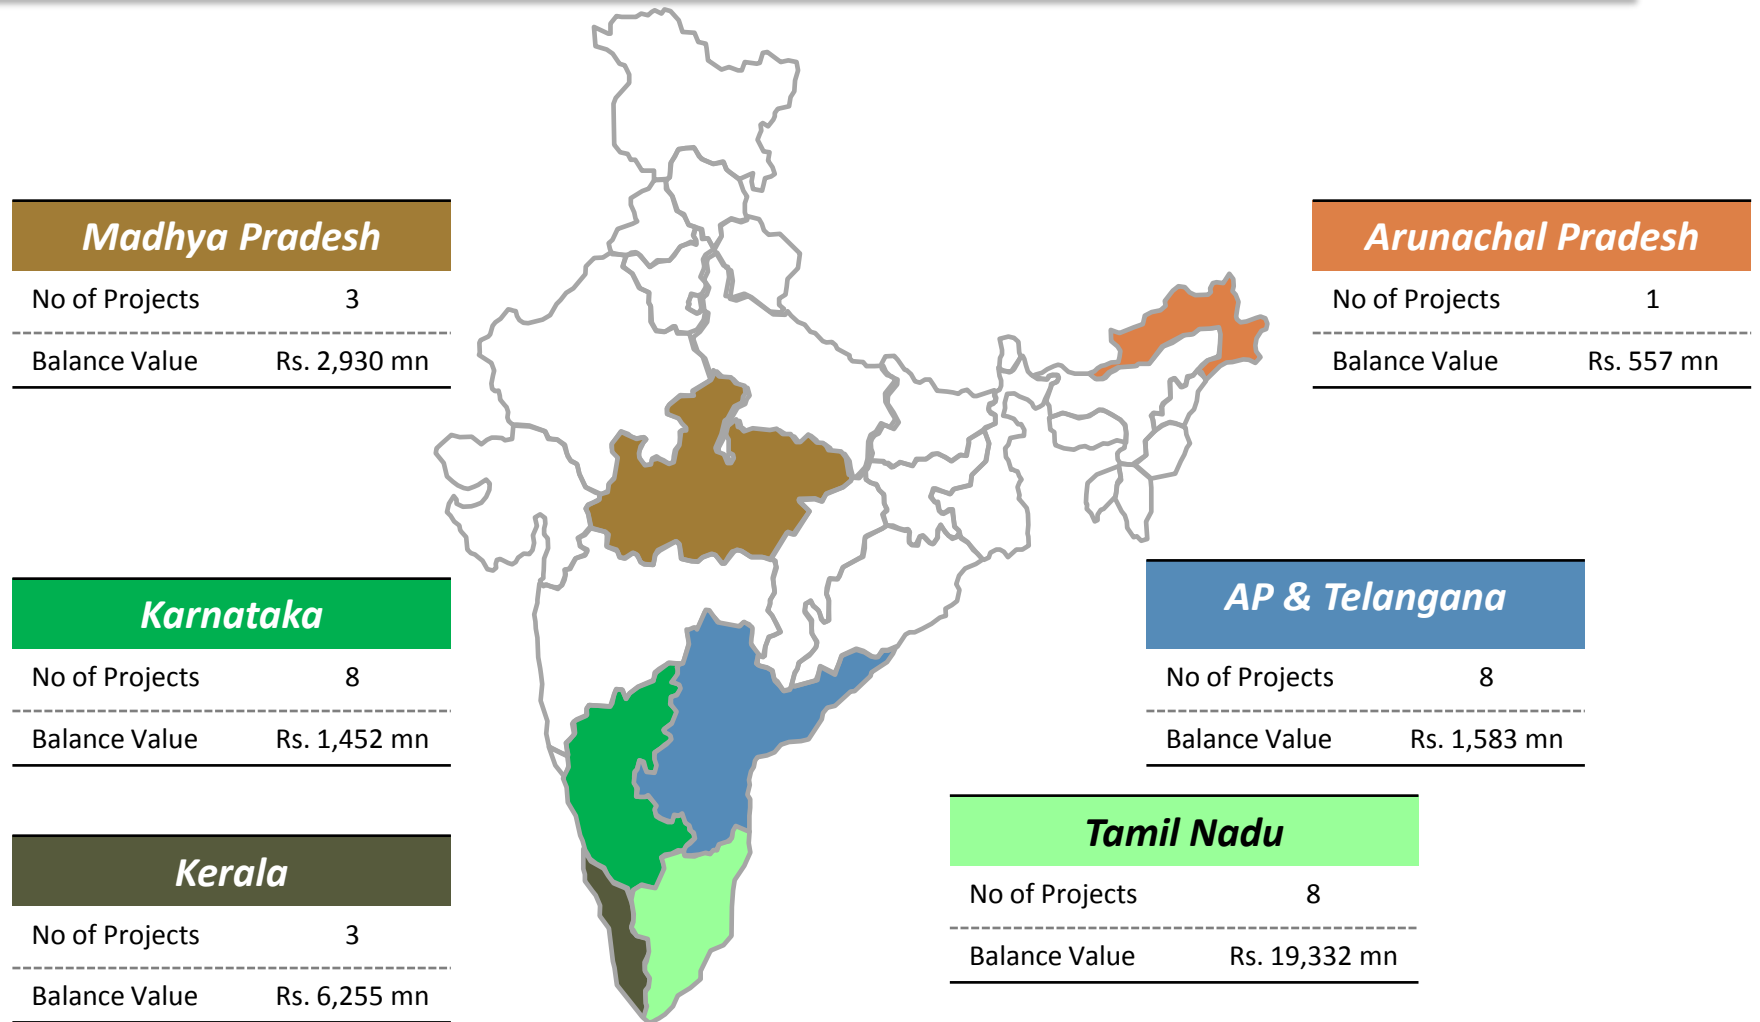 Madhya Pradesh
No of Projects 3
Balance Value Rs. 2,930 mn
Arunachal Pradesh
No of Projects 1
Balance Value Rs. 557 mn
Karnataka
No of Projects 8
Balance Value Rs. 1,452 mn
AP & Telangana
No of Projects 8
Balance Value Rs. 1,583 mn
Tamil Nadu
No of Projects 8
Balance Value Rs. 19,332 mn
Kerala
No of Projects 3
Balance Value Rs. 6,255 mn